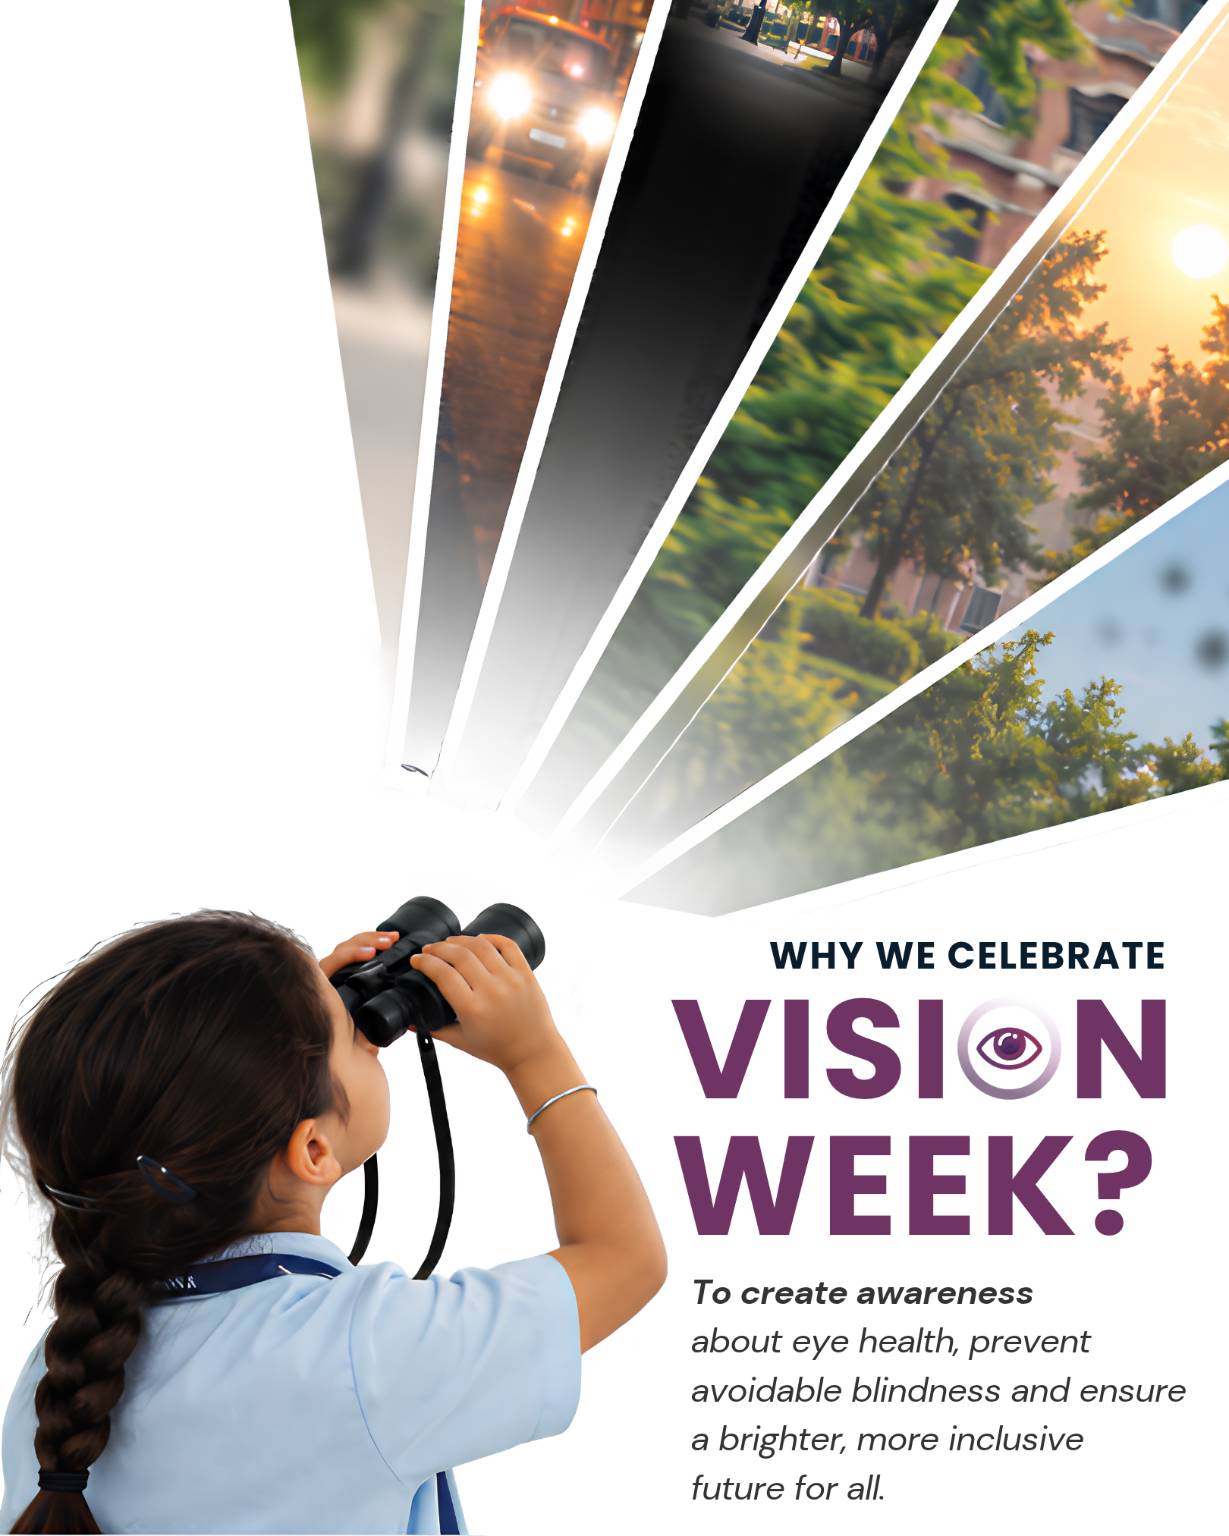 WHY WE CELEBRATE
VISION
WEEK?
To create awareness
about eye health, prevent
avoidable blindness and ensure
a brighter, more inclusive
future for all.